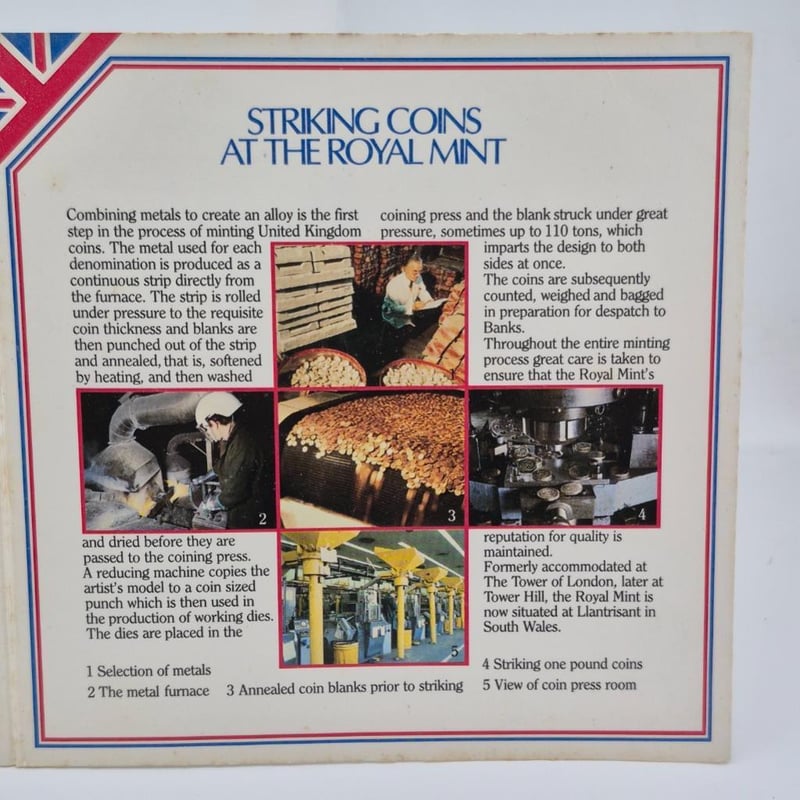 STRIKING COINS
AT THE ROYAL MINT
Combining metals to create an alloy is the first
step in the process of minting United Kingdom
coins. The metal used for each
denomination is produced as a
continuous strip directly from
the furnace. The strip is rolled
under pressure to the requisite
coin thickness and blanks are
then punched out of the strip
and annealed, that is, softened
by heating, and then washed
and dried before they are
passed to the coining press.
A reducing machine copies the
artist's model to a coin sized
punch which is then used in
the production of working dies.
The dies are placed in the
coining press and the blank struck under great
pressure, sometimes up to 110 tons, which
imparts the design to both
sides at once.
The coins are subsequently
counted, weighed and bagged
in preparation for despatch to
Banks.
Throughout the entire minting
process great care is taken to
ensure that the Royal Mint's
reputation for quality is
maintained.
Formerly accommodated at
The Tower of London, later at
Tower Hill, the Royal Mint is
now situated at Llantrisant in
South Wales.
2
3
4
5
1 Selection of metals
2 The metal furnace
3 Annealed coin blanks prior to striking
4 Striking one pound coins
5 View of coin press room